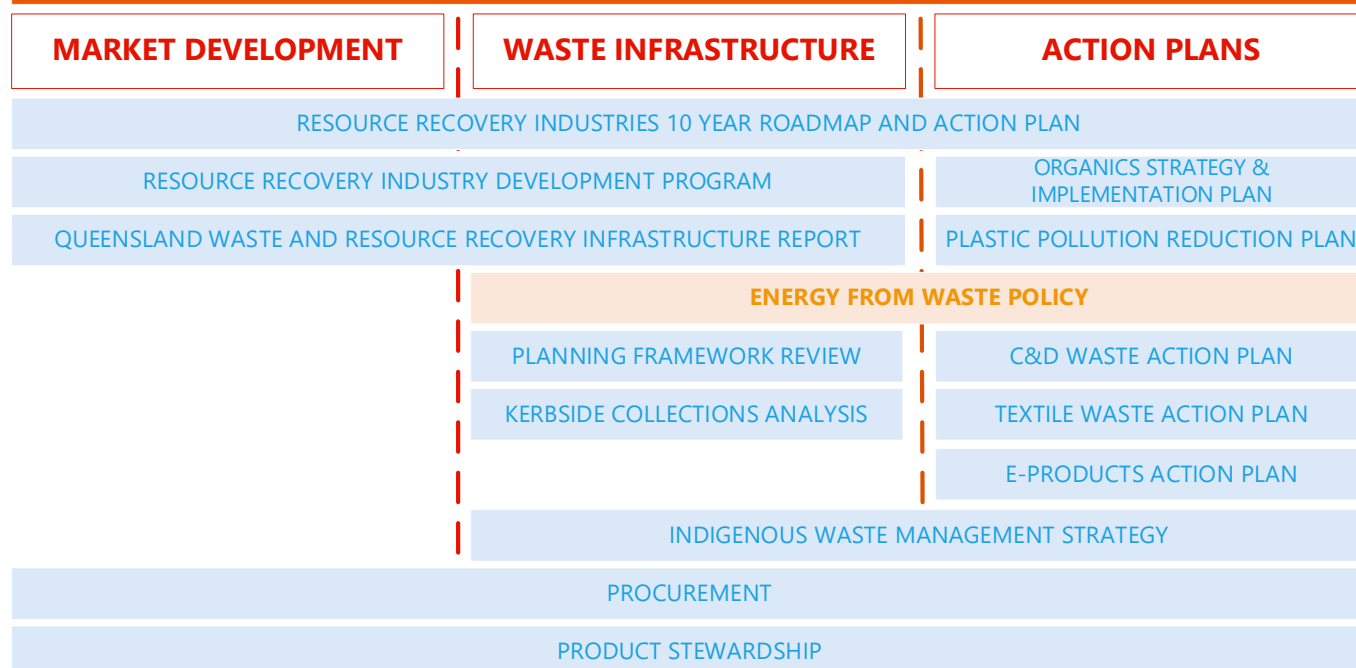 MARKET DEVELOPMENT
WASTE INFRASTRUCTURE
ACTION PLANS
RESOURCE RECOVERY INDUSTRIES 10 YEAR ROADMAP AND ACTION PLAN
RESOURCE RECOVERY INDUSTRY DEVELOPMENT PROGRAM
ORGANICS STRATEGY &
IMPLEMENTATION PLAN
QUEENSLAND WASTE AND RESOURCE RECOVERY INFRASTRUCTURE REPORT
PLASTIC POLLUTION REDUCTION PLAN
ENERGY FROM WASTE POLICY
PLANNING FRAMEWORK REVIEW
C&D WASTE ACTION PLAN
KERBSIDE COLLECTIONS ANALYSIS
TEXTILE WASTE ACTION PLAN
E-PRODUCTS ACTION PLAN
INDIGENOUS WASTE MANAGEMENT STRATEGY
PROCUREMENT
PRODUCT STEWARDSHIP